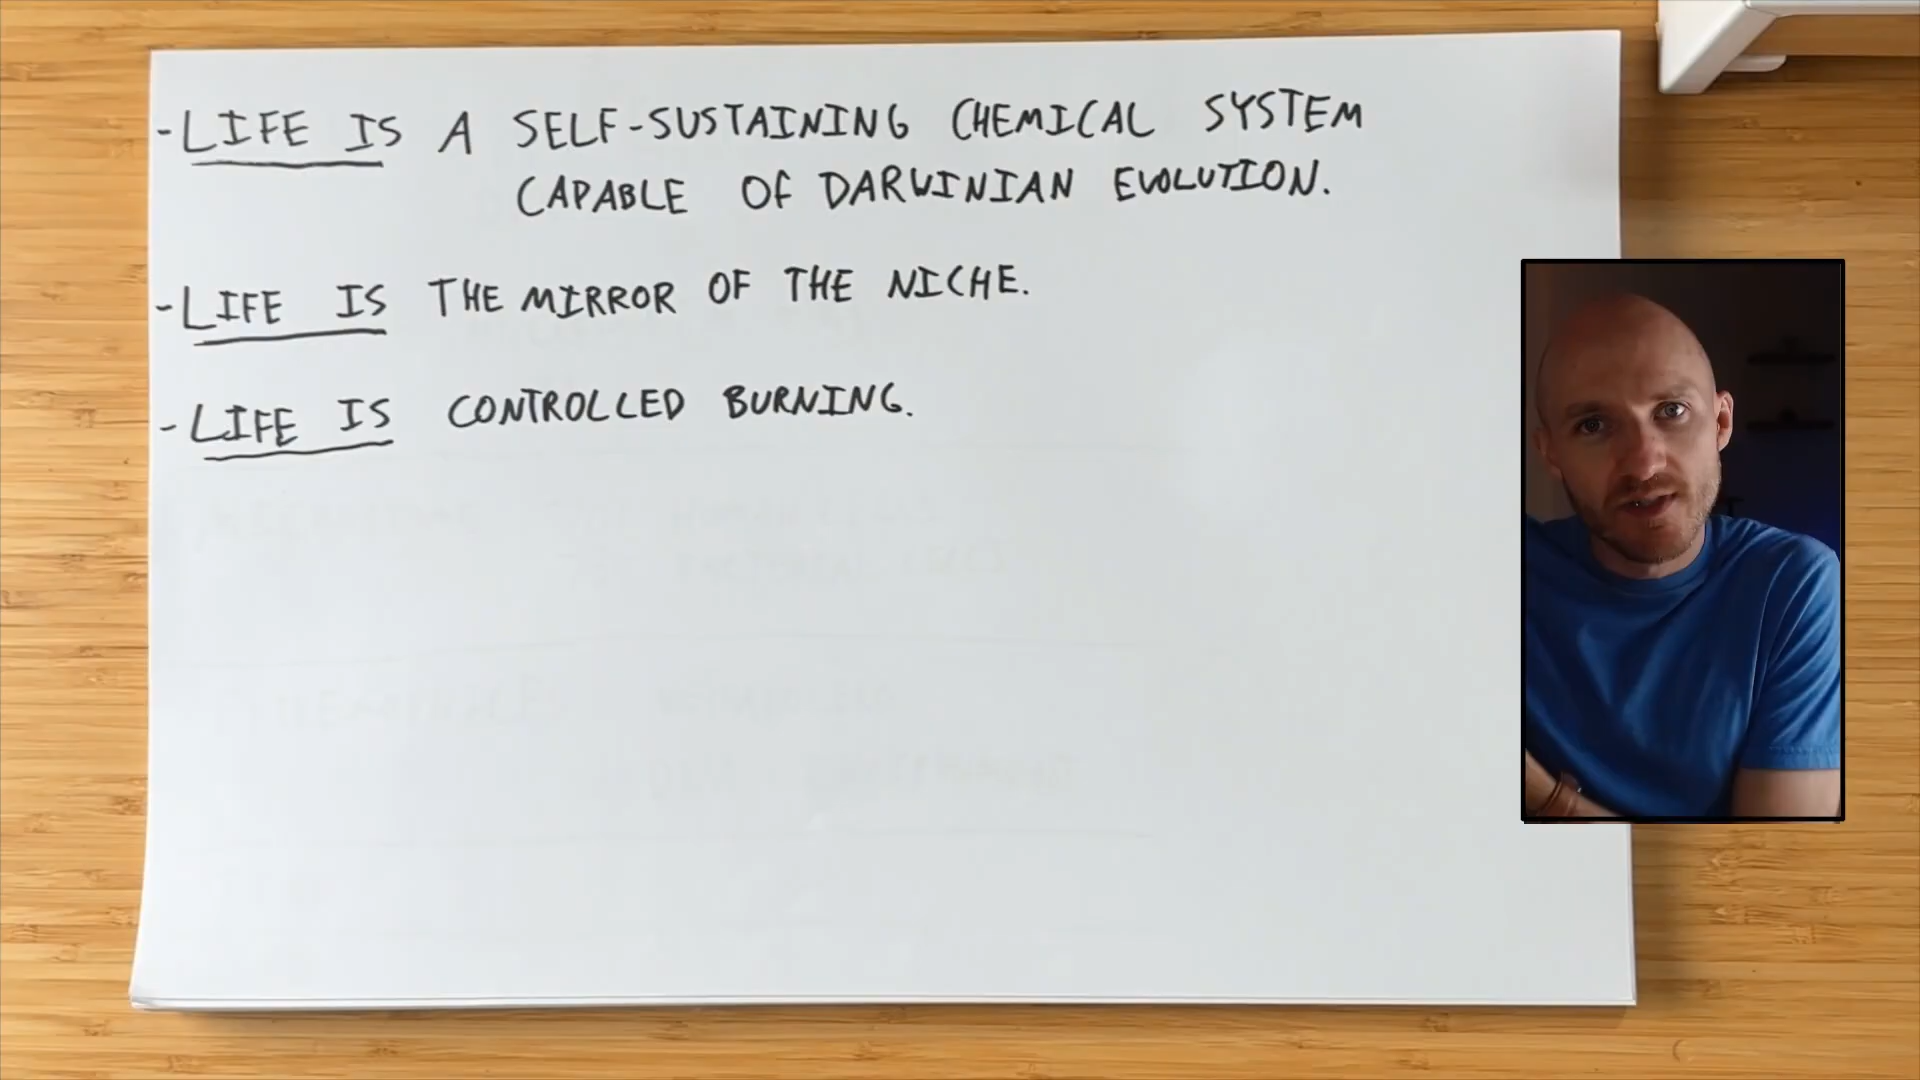 -LIFE IS A SELF-SUSTAINING CHEMICAL SYSTEM
CAPABLE OF DARWINIAN EVOLUTION.
-LIFE IS THE MIRROR OF THE NICHE.
-LIFE IS CONTROLLED BURNING.